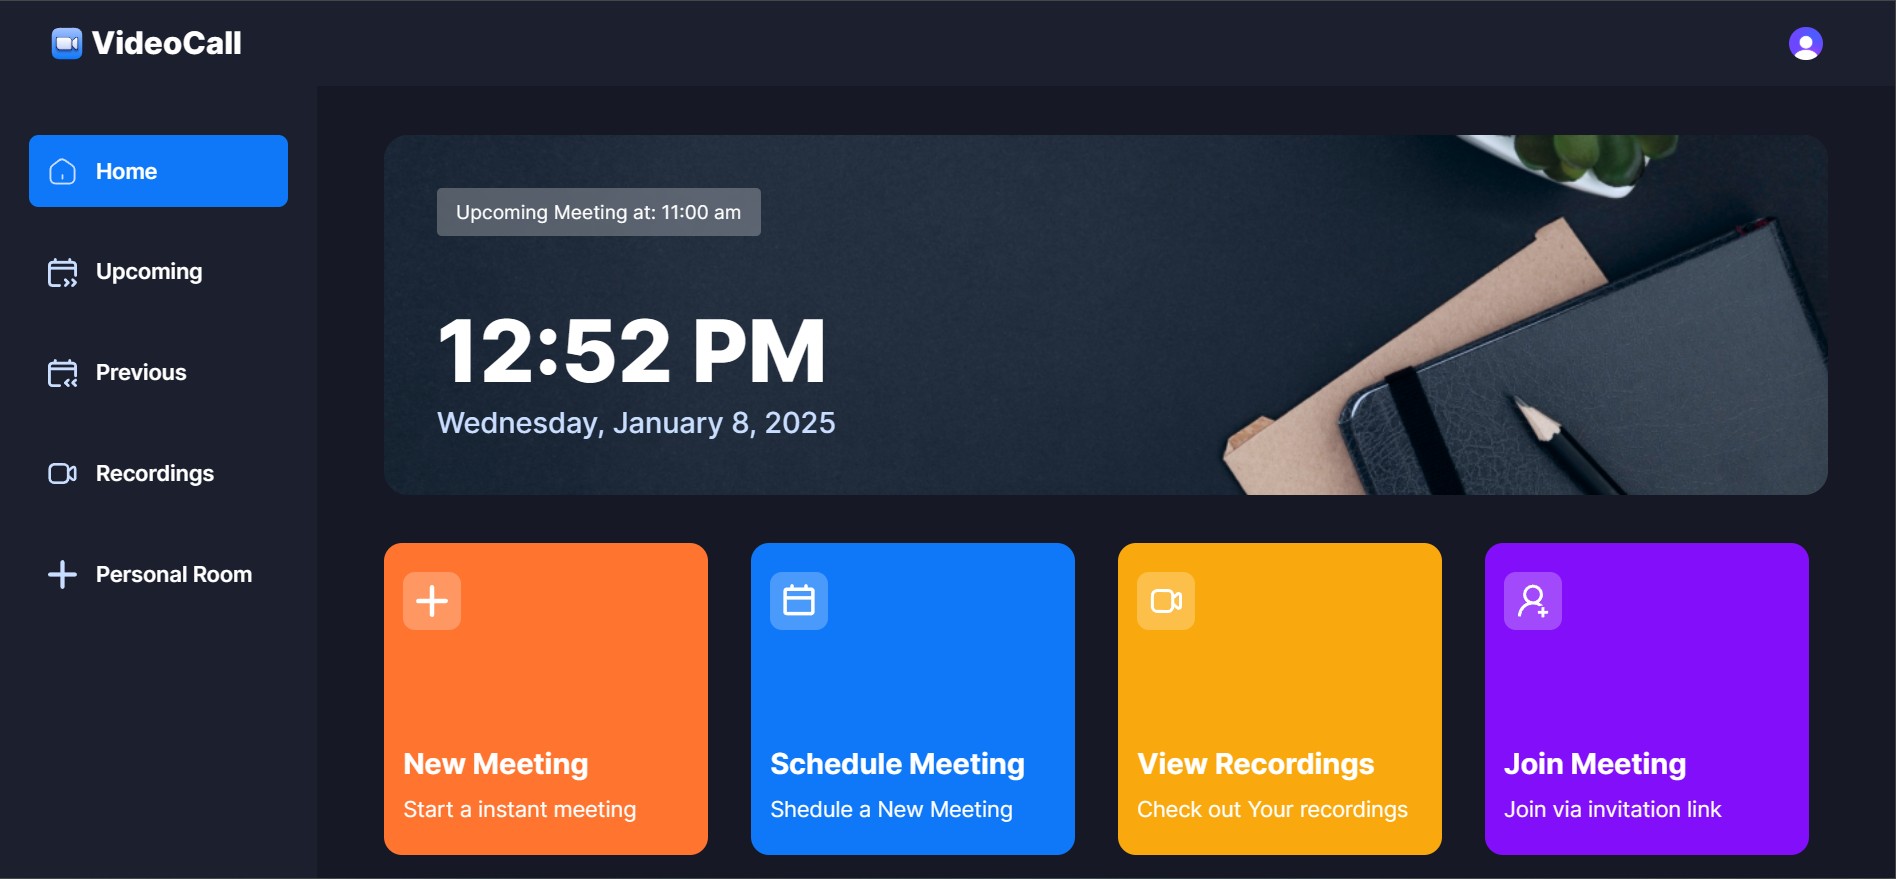 VideoCall
Home
Upcoming
Previous
Recordings
Personal Room
Upcoming Meeting at: 11:00 am
12:52 PM
Wednesday, January 8, 2025
New Meeting
Start a instant meeting
Schedule Meeting
Shedule a New Meeting
View Recordings
Check out Your recordings
Join Meeting
Join via invitation link